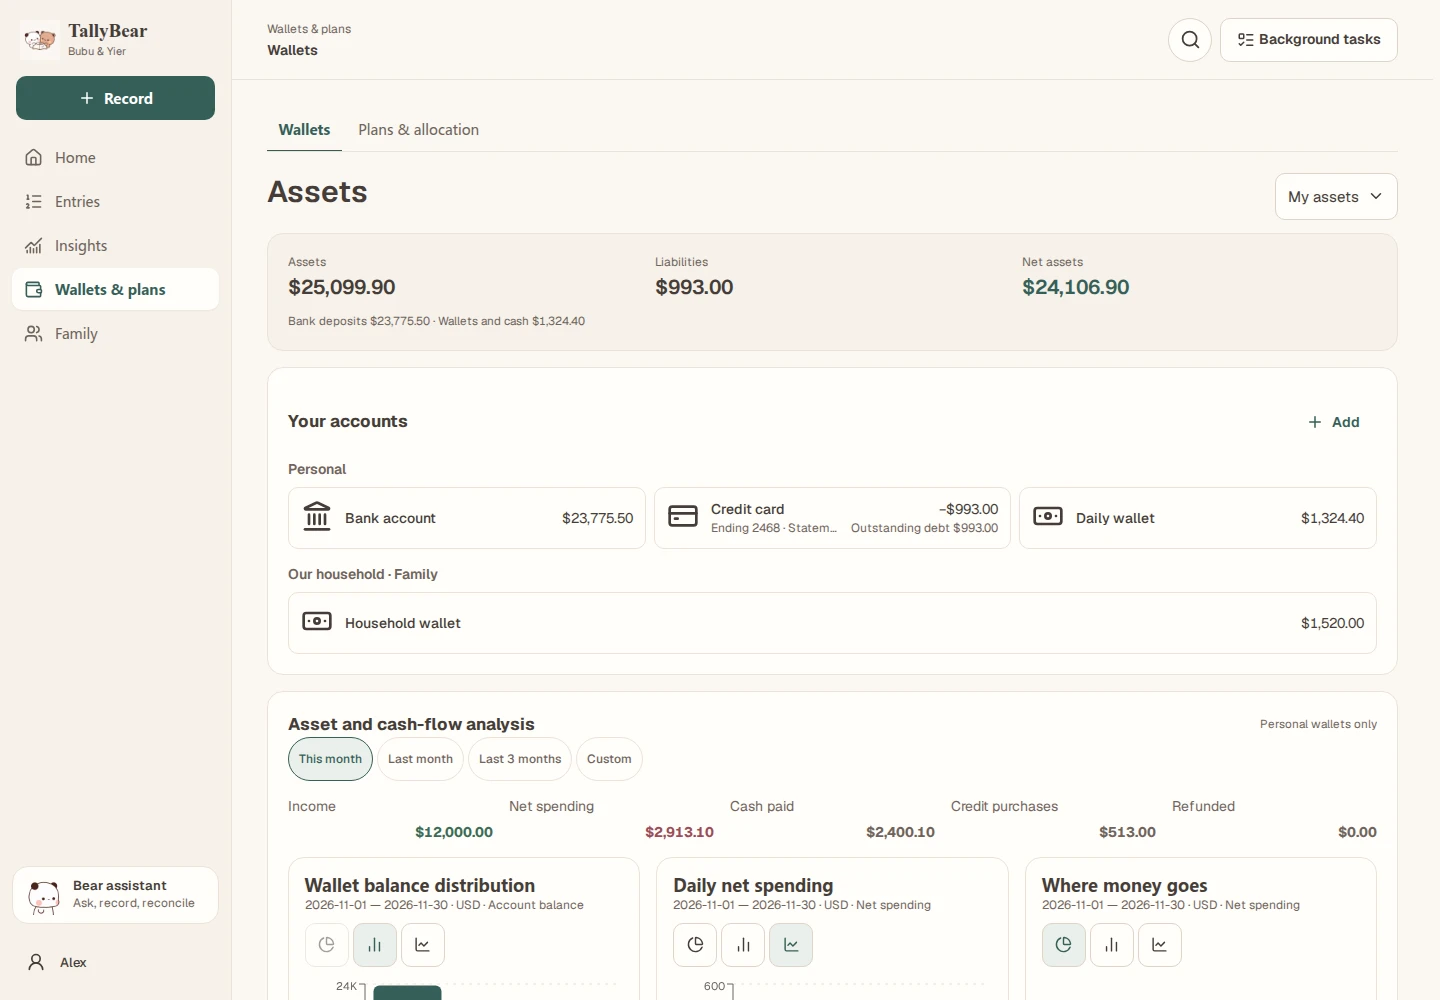 TallyBear
Bubu & Yier
Record
Home
Entries
Insights
Wallets & plans
Family
Bear assistant
Ask, record, reconcile
Alex
Wallets & plans
Wallets
Background tasks
Wallets
Plans & allocation
Assets
My assets
Assets
$25,099.90
Bank deposits $23,775.50 · Wallets and cash $1,324.40
Liabilities
$993.00
Net assets
$24,106.90
Your accounts
Add
Personal
Bank account
$23,775.50
Credit card
−$993.00
Ending 2468 · Statem…
Outstanding debt $993.00
Daily wallet
$1,324.40
Our household · Family
Household wallet
$1,520.00
Asset and cash-flow analysis
Personal wallets only
This month
Last month
Last 3 months
Custom
Income
$12,000.00
Net spending
$2,913.10
Cash paid
$2,400.10
Credit purchases
$513.00
Refunded
$0.00
Wallet balance distribution
2026-11-01 — 2026-11-30 · USD · Account balance
24K
Daily net spending
2026-11-01 — 2026-11-30 · USD · Net spending
600
Where money goes
2026-11-01 — 2026-11-30 · USD · Net spending